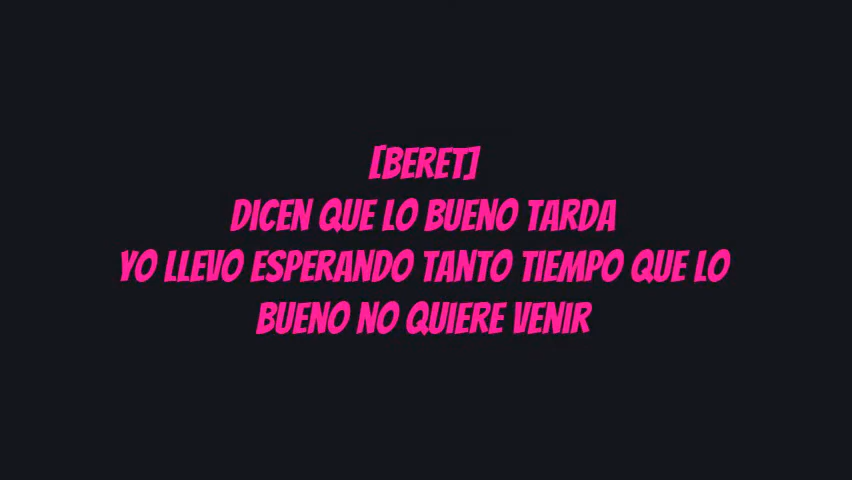 [BERET]
DICEN QUE LO BUENO TARDA
YO LLEVO ESPERANDO TANTO TIEMPO QUE LO
BUENO NO QUIERE VENIR